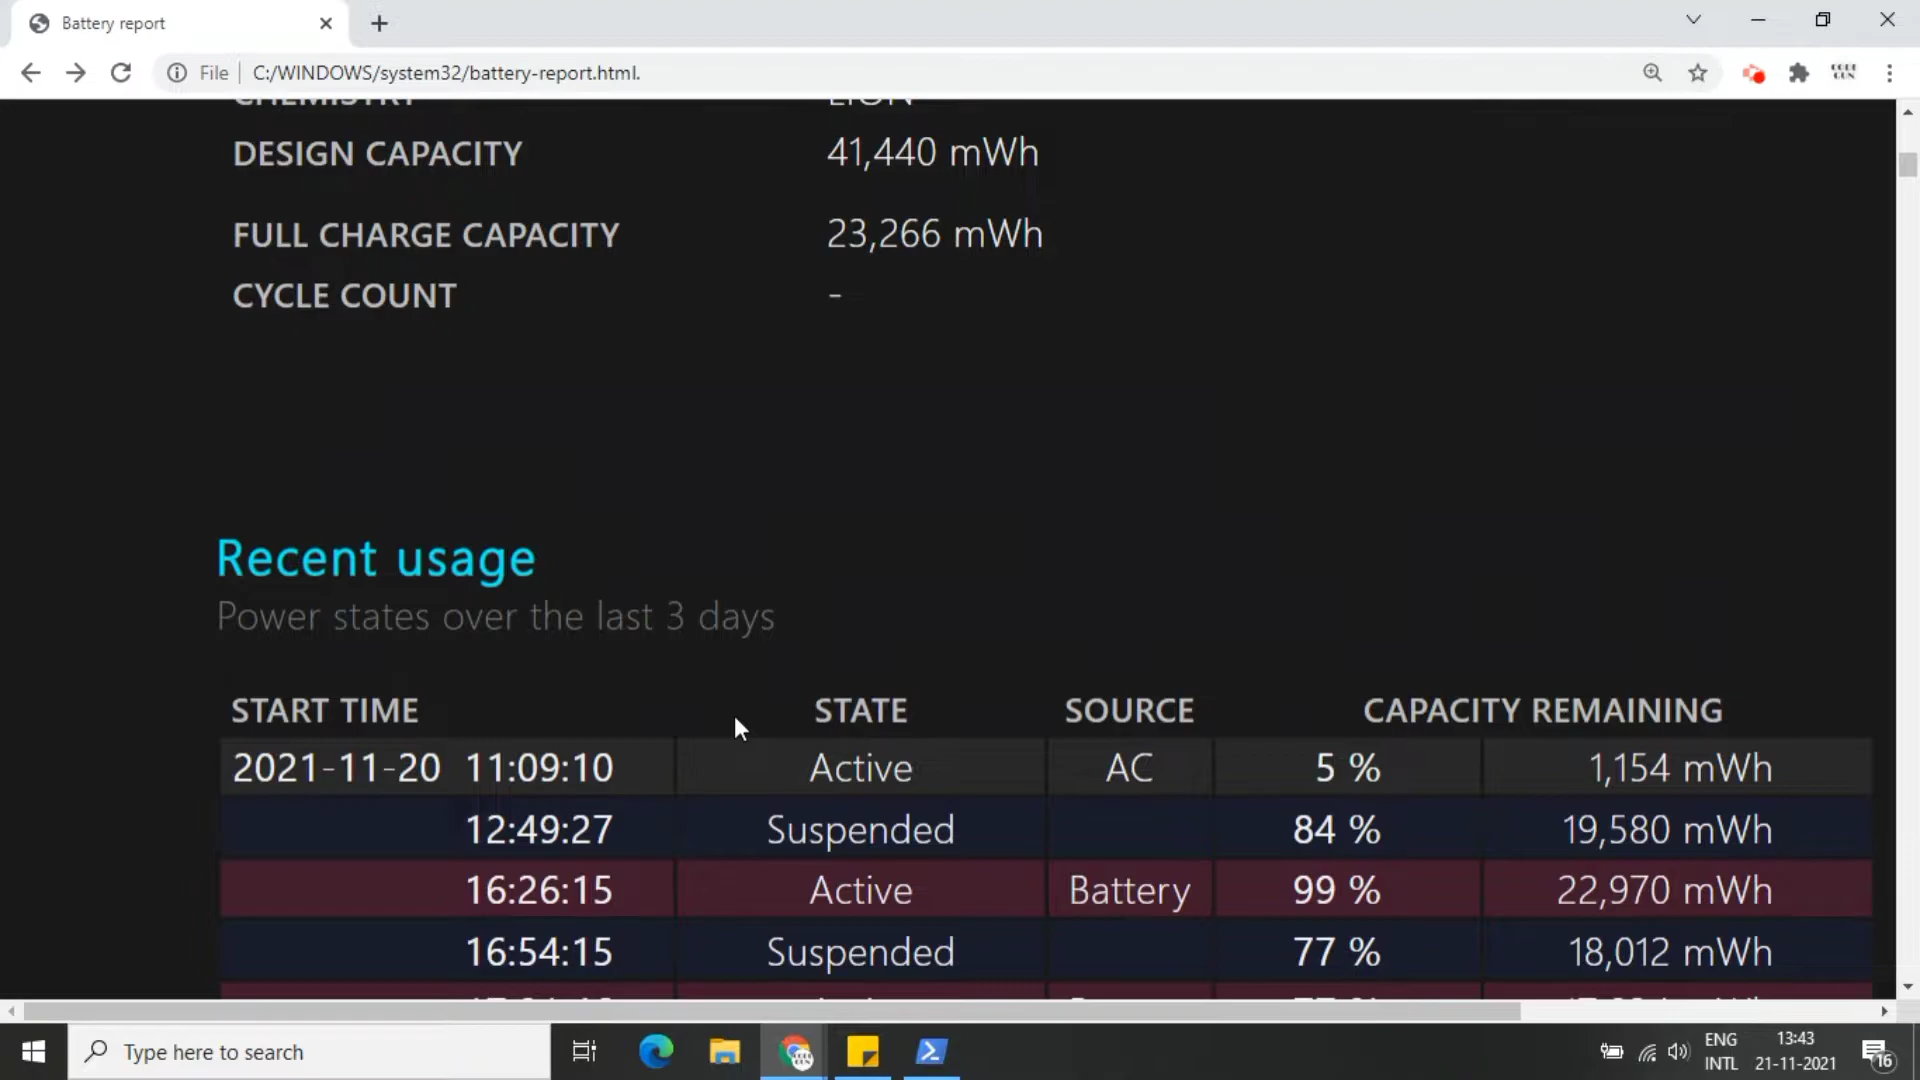 Battery report
File C:/WINDOWS/system32/battery-report.html.
CHEMISTRY LION
DESIGN CAPACITY 41,440 mWh
FULL CHARGE CAPACITY 23,266 mWh
CYCLE COUNT -
Recent usage
Power states over the last 3 days
START TIME STATE SOURCE CAPACITY REMAINING
2021-11-20 11:09:10 Active AC 5 % 1,154 mWh
12:49:27 Suspended 84 % 19,580 mWh
16:26:15 Active Battery 99 % 22,970 mWh
16:54:15 Suspended 77 % 18,012 mWh
Type here to search
ENG
INTL
13:43
21-11-2021
16